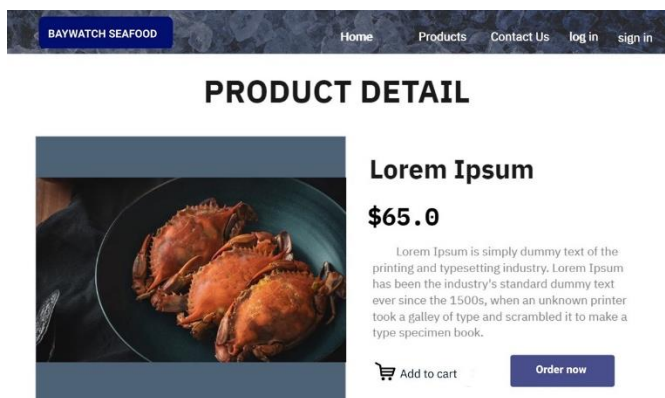 BAYWATCH SEAFOOD
Home Products Contact Us log in sign in
PRODUCT DETAIL
Lorem Ipsum
$65.0
Lorem Ipsum is simply dummy text of the
printing and typesetting industry. Lorem Ipsum
has been the industry's standard dummy text
ever since the 1500s, when an unknown printer
took a galley of type and scrambled it to make a
type specimen book.
Add to cart
Order now